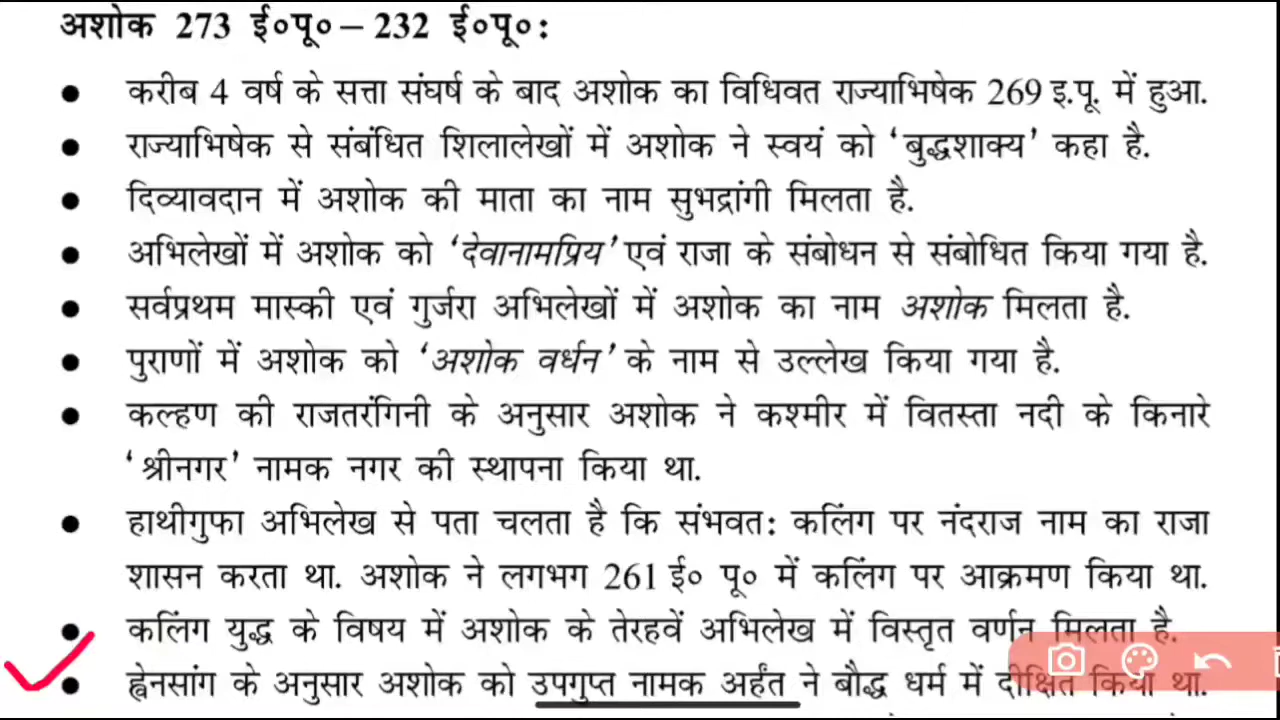 अशोक 273 ई०पू० – 232 ई०पू० :
● करीब 4 वर्ष के सत्ता संघर्ष के बाद अशोक का विधिवत राज्याभिषेक 269 इ.पू. में हुआ.
● राज्याभिषेक से संबंधित शिलालेखों में अशोक ने स्वयं को ‘बुद्धशाक्य’ कहा है.
● दिव्यावदान में अशोक की माता का नाम सुभद्रांगी मिलता है.
● अभिलेखों में अशोक को ‘देवानामप्रिय’ एवं राजा के संबोधन से संबोधित किया गया है.
● सर्वप्रथम मास्की एवं गुर्जरा अभिलेखों में अशोक का नाम अशोक मिलता है.
● पुराणों में अशोक को ‘अशोक वर्धन’ के नाम से उल्लेख किया गया है.
● कल्हण की राजतरंगिनी के अनुसार अशोक ने कश्मीर में वितस्ता नदी के किनारे
‘श्रीनगर’ नामक नगर की स्थापना किया था.
● हाथीगुफा अभिलेख से पता चलता है कि संभवत: कलिंग पर नंदराज नाम का राजा
शासन करता था. अशोक ने लगभग 261 ई० पू० में कलिंग पर आक्रमण किया था.
● कलिंग युद्ध के विषय में अशोक के तेरहवें अभिलेख में विस्तृत वर्णन मिलता है.
● ह्वेनसांग के अनुसार अशोक को उपगुप्त नामक अर्हंत ने बौद्ध धर्म में दीक्षित किया था.